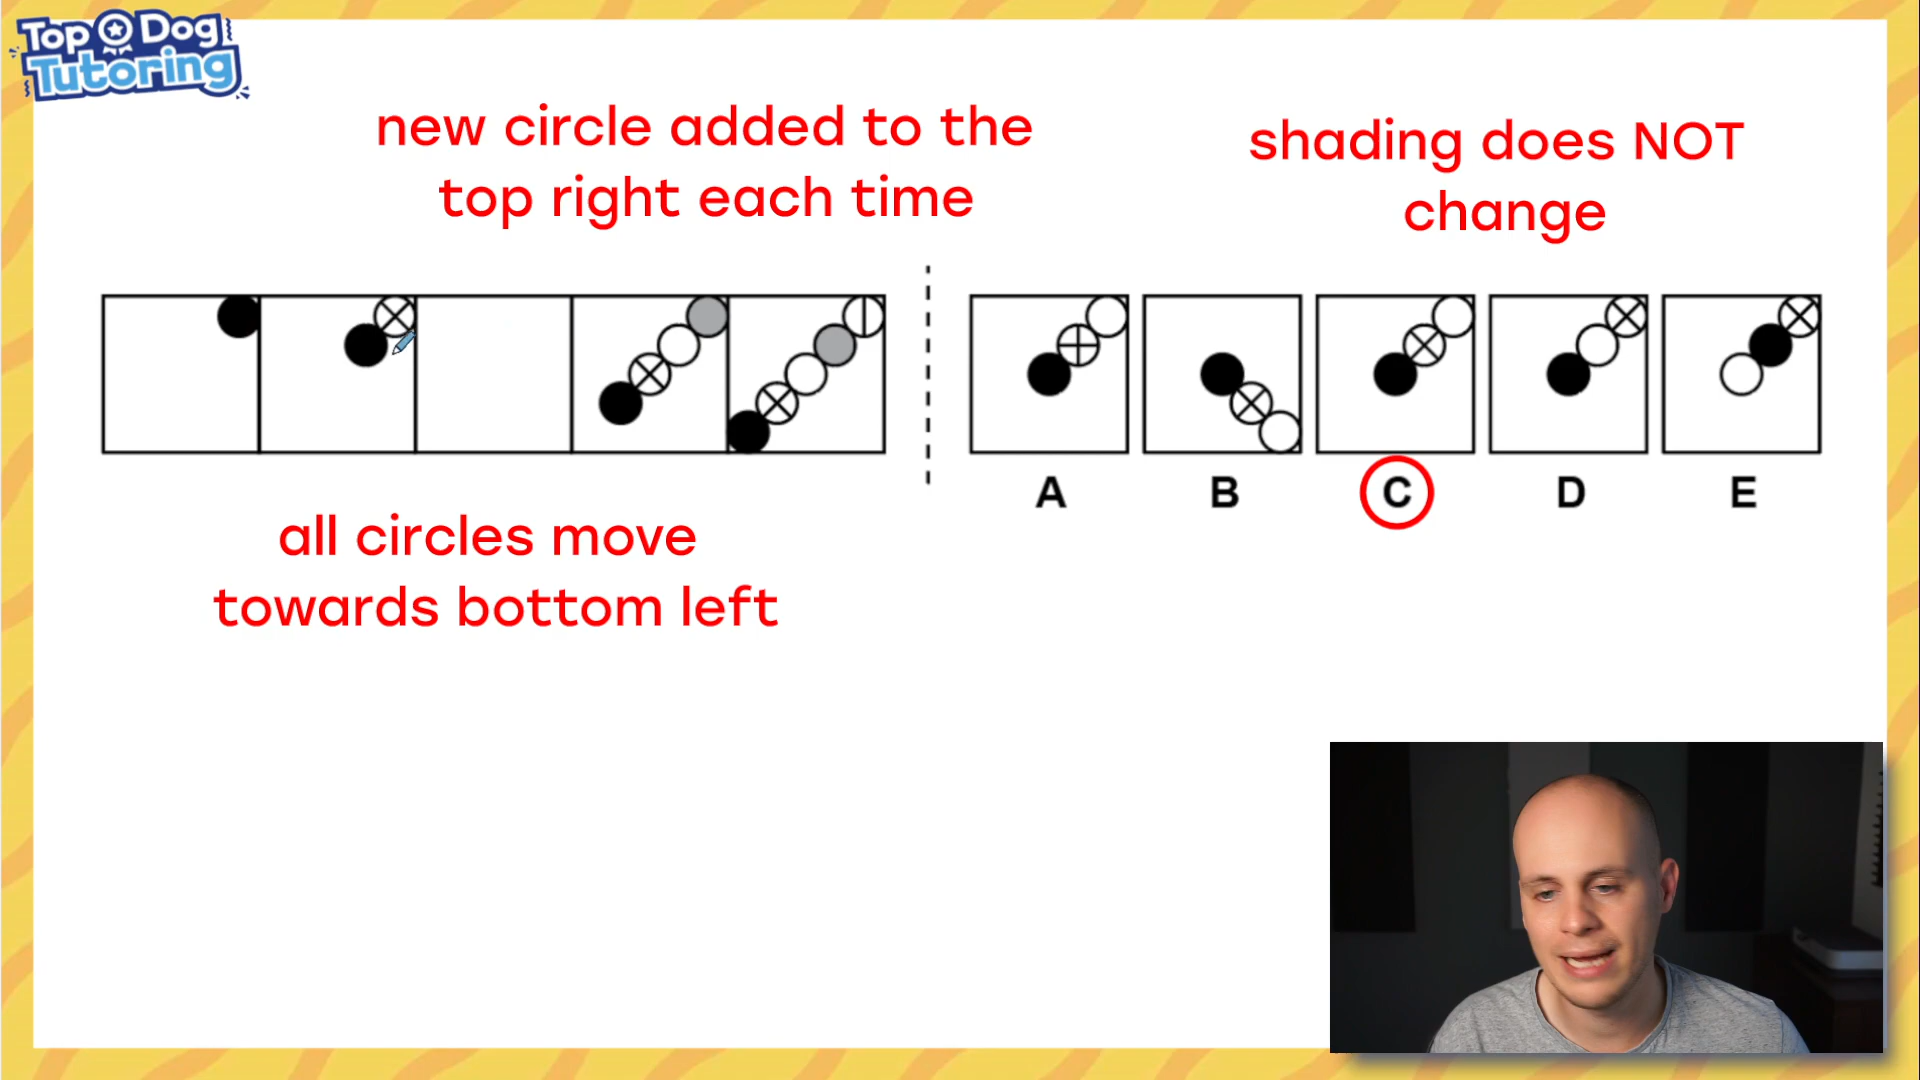 Top Dog
Tutoring
new circle added to the
top right each time
shading does NOT
change
A B C D E
all circles move
towards bottom left